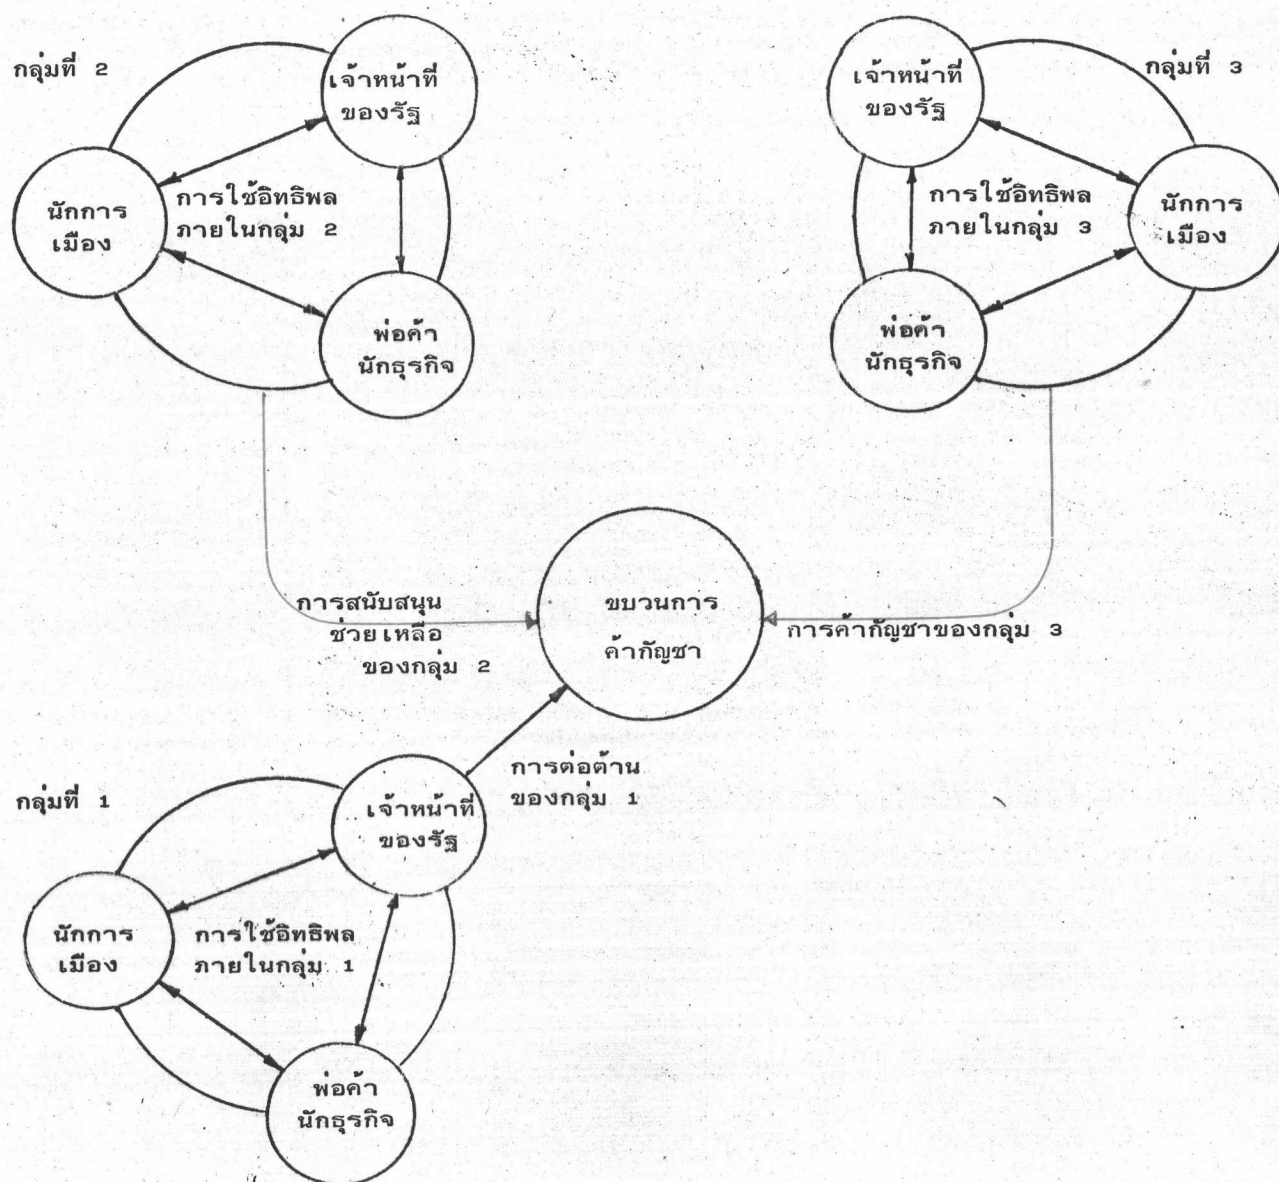 กลุ่มที่ 2
เจ้าหน้าที่
ของรัฐ
นักการ
เมือง
การใช้อิทธิพล
ภายในกลุ่ม 2
พ่อค้า
นักธุรกิจ
กลุ่มที่ 3
เจ้าหน้าที่
ของรัฐ
การใช้อิทธิพล
ภายในกลุ่ม 3
นักการ
เมือง
พ่อค้า
นักธุรกิจ
การสนับสนุน
ช่วยเหลือ
ของกลุ่ม 2
ขบวนการ
ค้ากัญชา
การค้ากัญชาของกลุ่ม 3
การต่อต้าน
ของกลุ่ม 1
กลุ่มที่ 1
เจ้าหน้าที่
ของรัฐ
นักการ
เมือง
การใช้อิทธิพล
ภายในกลุ่ม 1
พ่อค้า
นักธุรกิจ